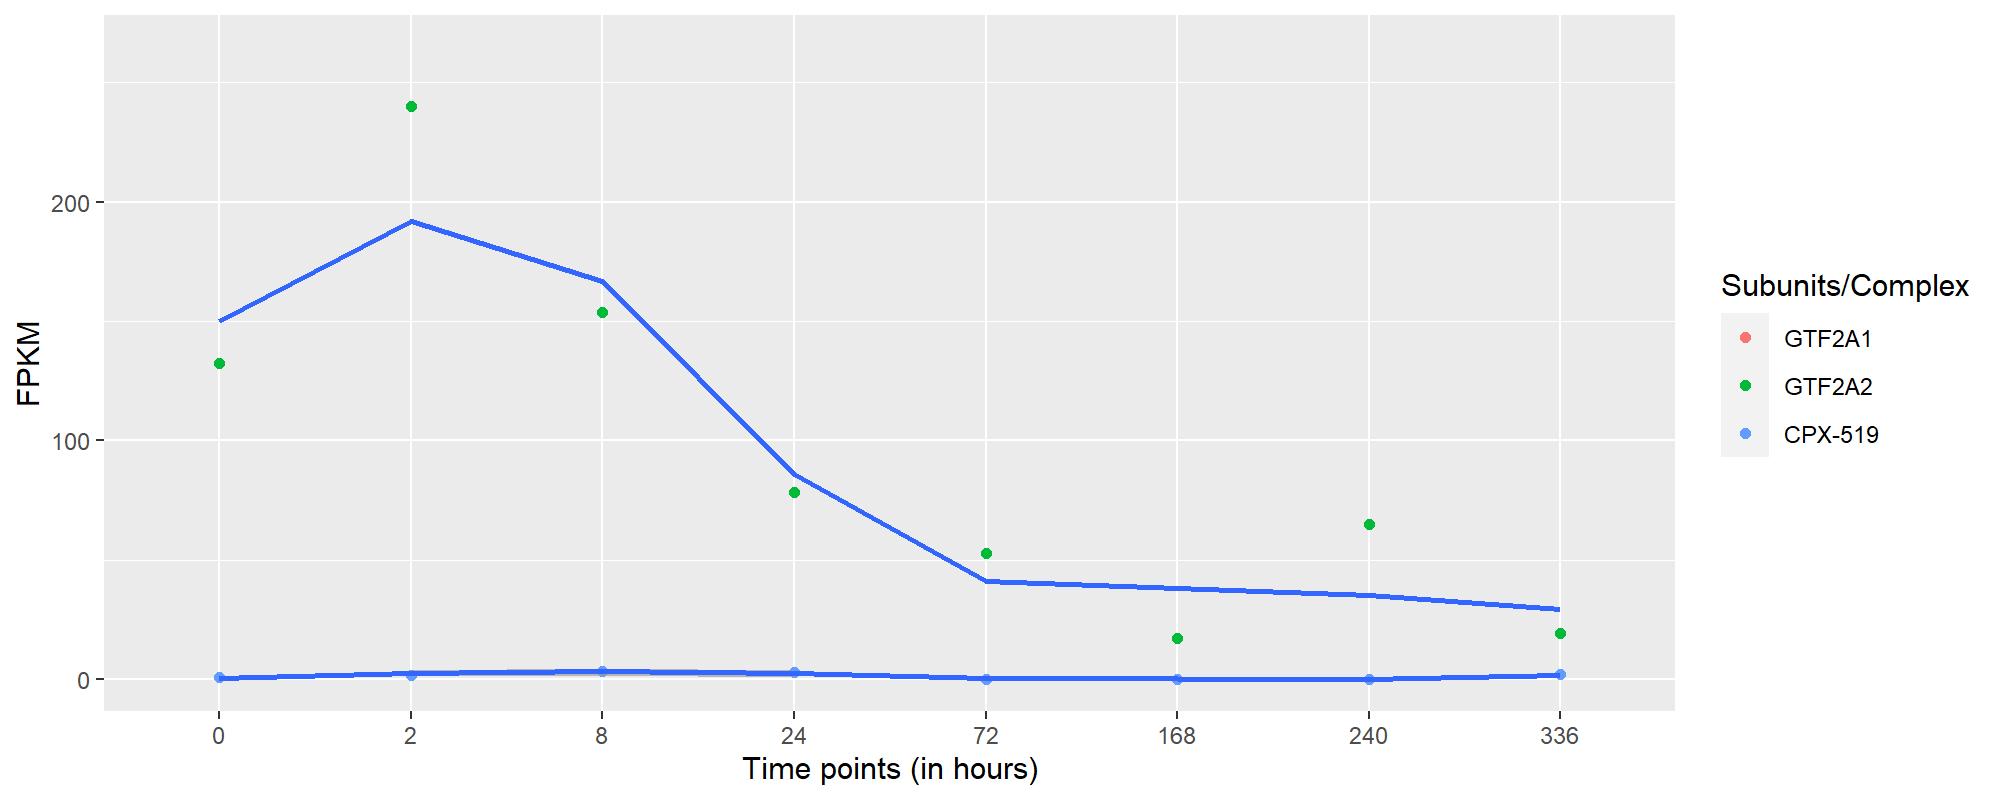 FPKM
200
100
0
0 2 8 24 72 168 240 336
Time points (in hours)
Subunits/Complex
GTF2A1
GTF2A2
CPX-519